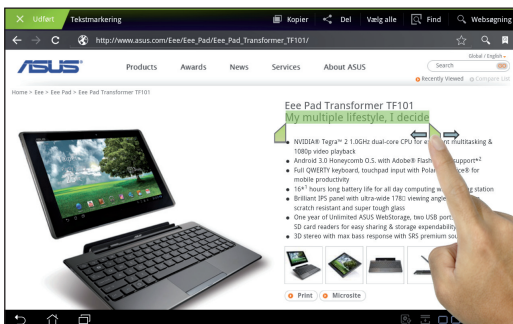 Udført
Tekstmarkering
Kopier
Del
Vælg alle
Find
Websøgning
http://www.asus.com/Eee/Eee_Pad/Eee_Pad_Transformer_TF101/
Global / English
ASUS
Products
Awards
News
Services
About ASUS
Search
Recently Viewed
Compare List
Home > Eee > Eee Pad > Eee Pad Transformer TF101
Eee Pad Transformer TF101
My multiple lifestyle, I decide
NVIDIA® Tegra™ 2 1.0GHz dual-core CPU for multitasking &
1080p video playback
Android 3.0 Honeycomb O.S. with Adobe® Flash support*2
Full QWERTY keyboard, touchpad input with Polar for
mobile productivity
16*1 hours long battery life for all day computing station
Brilliant IPS panel with ultra-wide 178
scratch resistant and super tough glass
One year of Unlimited ASUS WebStorage, two USB
SD card readers for easy sharing & storage expendability
3D stereo with max bass response with SRS premium
Print
Microsite